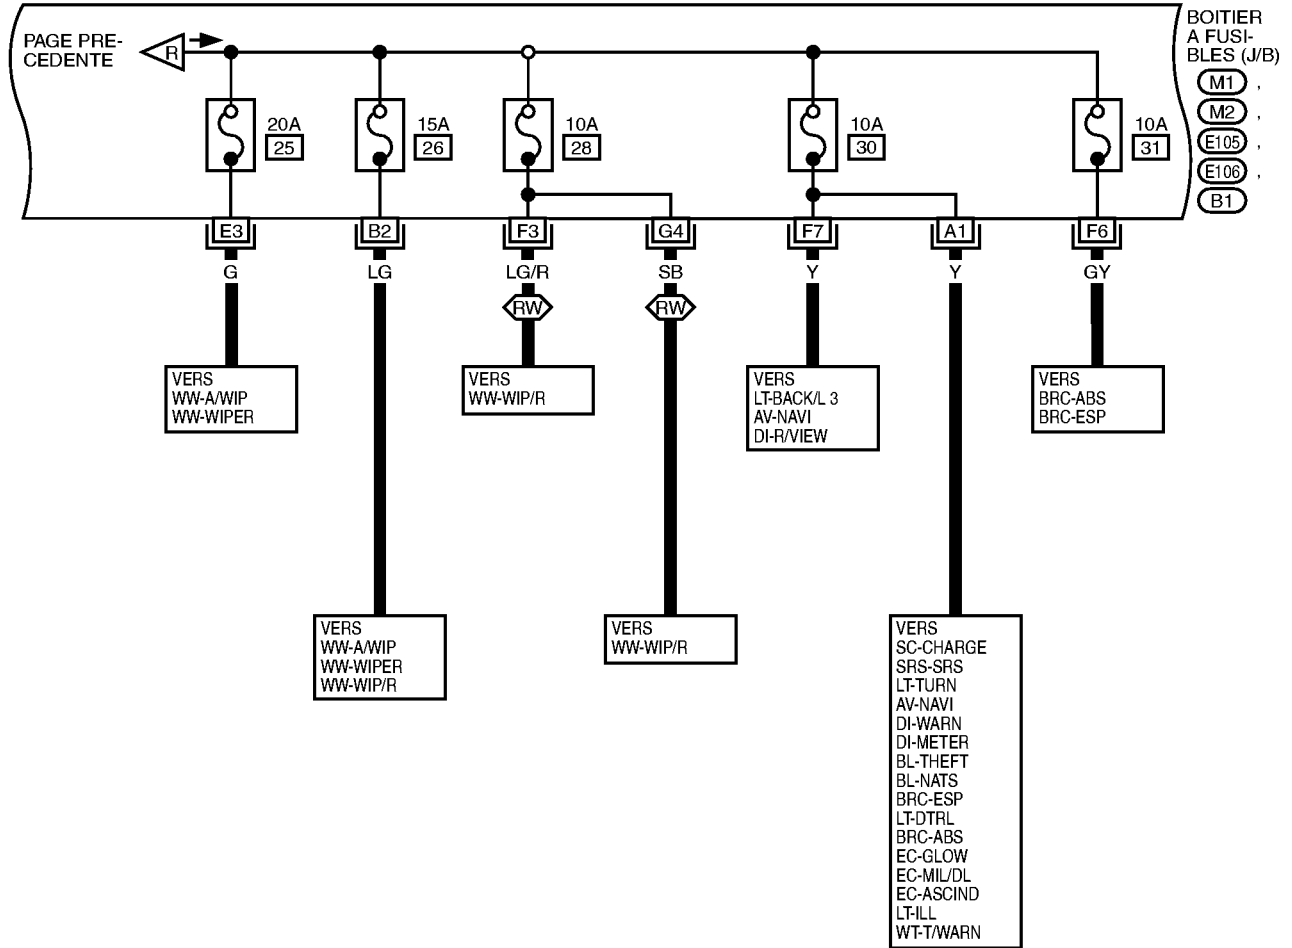 PAGE PRE-
CEDENTE
R
BOITIER
A FUSI-
BLES (J/B)
M1 ,
M2 ,
E105 ,
E106 ,
B1
20A
25
15A
26
10A
28
10A
30
10A
31
E3
B2
F3
G4
F7
A1
F6
G
LG
LG/R
SB
Y
Y
GY
RW
RW
VERS
WW-A/WIP
WW-WIPER
VERS
WW-WIP/R
VERS
LT-BACK/L 3
AV-NAVI
DI-R/VIEW
VERS
BRC-ABS
BRC-ESP
VERS
WW-A/WIP
WW-WIPER
WW-WIP/R
VERS
WW-WIP/R
VERS
SC-CHARGE
SRS-SRS
LT-TURN
AV-NAVI
DI-WARN
DI-METER
BL-THEFT
BL-NATS
BRC-ESP
LT-DTRL
BRC-ABS
EC-GLOW
EC-MIL/DL
EC-ASCIND
LT-ILL
WT-T/WARN